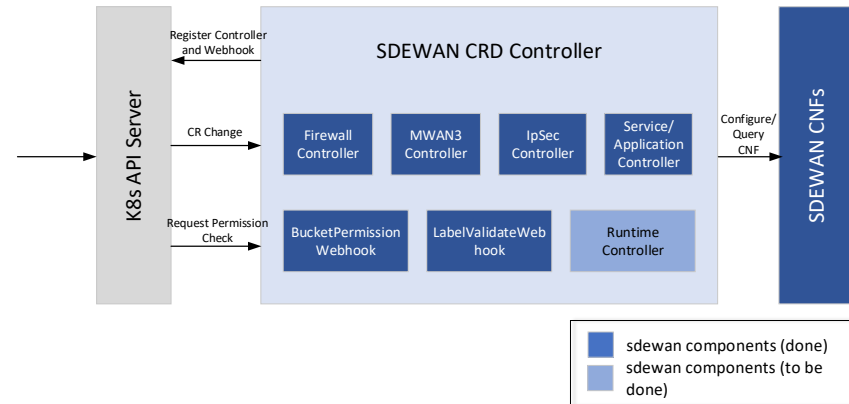 Register Controller
and Webhook
SDEWAN CRD Controller
K8s API Server
CR Change
Firewall
Controller
MWAN3
Controller
IpSec
Controller
Service/
Application
Controller
Configure/
Query
CNF
SDEWAN CNFs
Request Permission
Check
BucketPermission
Webhook
LabelValidateWeb
hook
Runtime
Controller
sdewan components (done)
sdewan components (to be
done)